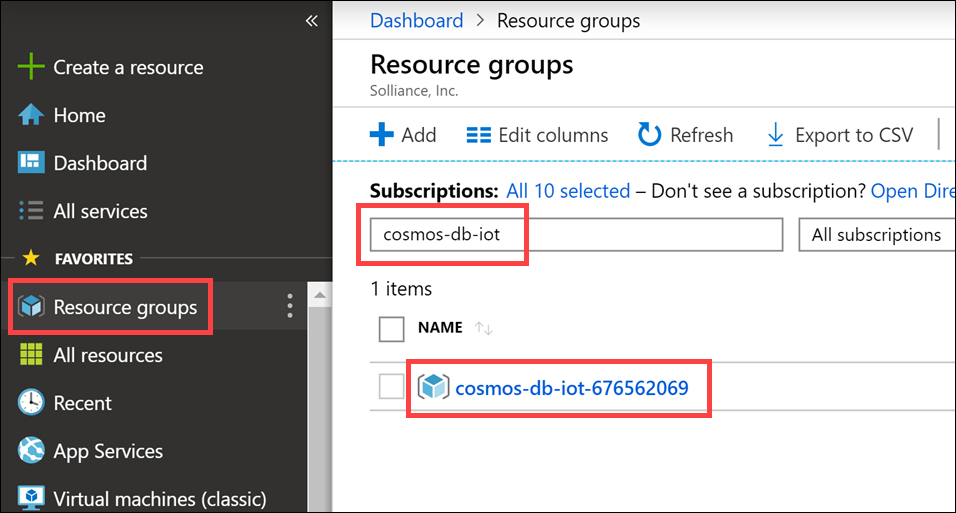 «
Create a resource
Home
Dashboard
All services
FAVORITES
Resource groups
All resources
Recent
App Services
Virtual machines (classic)
Dashboard > Resource groups
Resource groups
Solliance, Inc.
Add Edit columns Refresh Export to CSV
Subscriptions: All 10 selected – Don't see a subscription? Open Dire
cosmos-db-iot All subscriptions
1 items
NAME
cosmos-db-iot-676562069